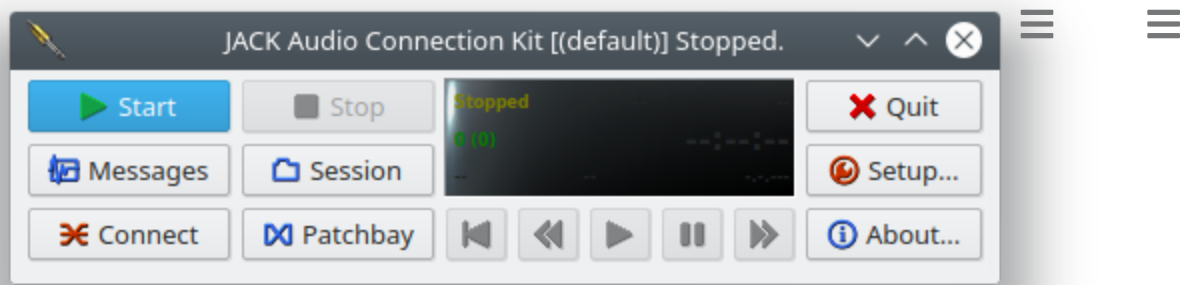 JACK Audio Connection Kit [(default)] Stopped.
Start
Stop
Stopped
0 (0)
--:--:--
--
--
-.-.---
Quit
Messages
Session
Setup...
Connect
Patchbay
About...